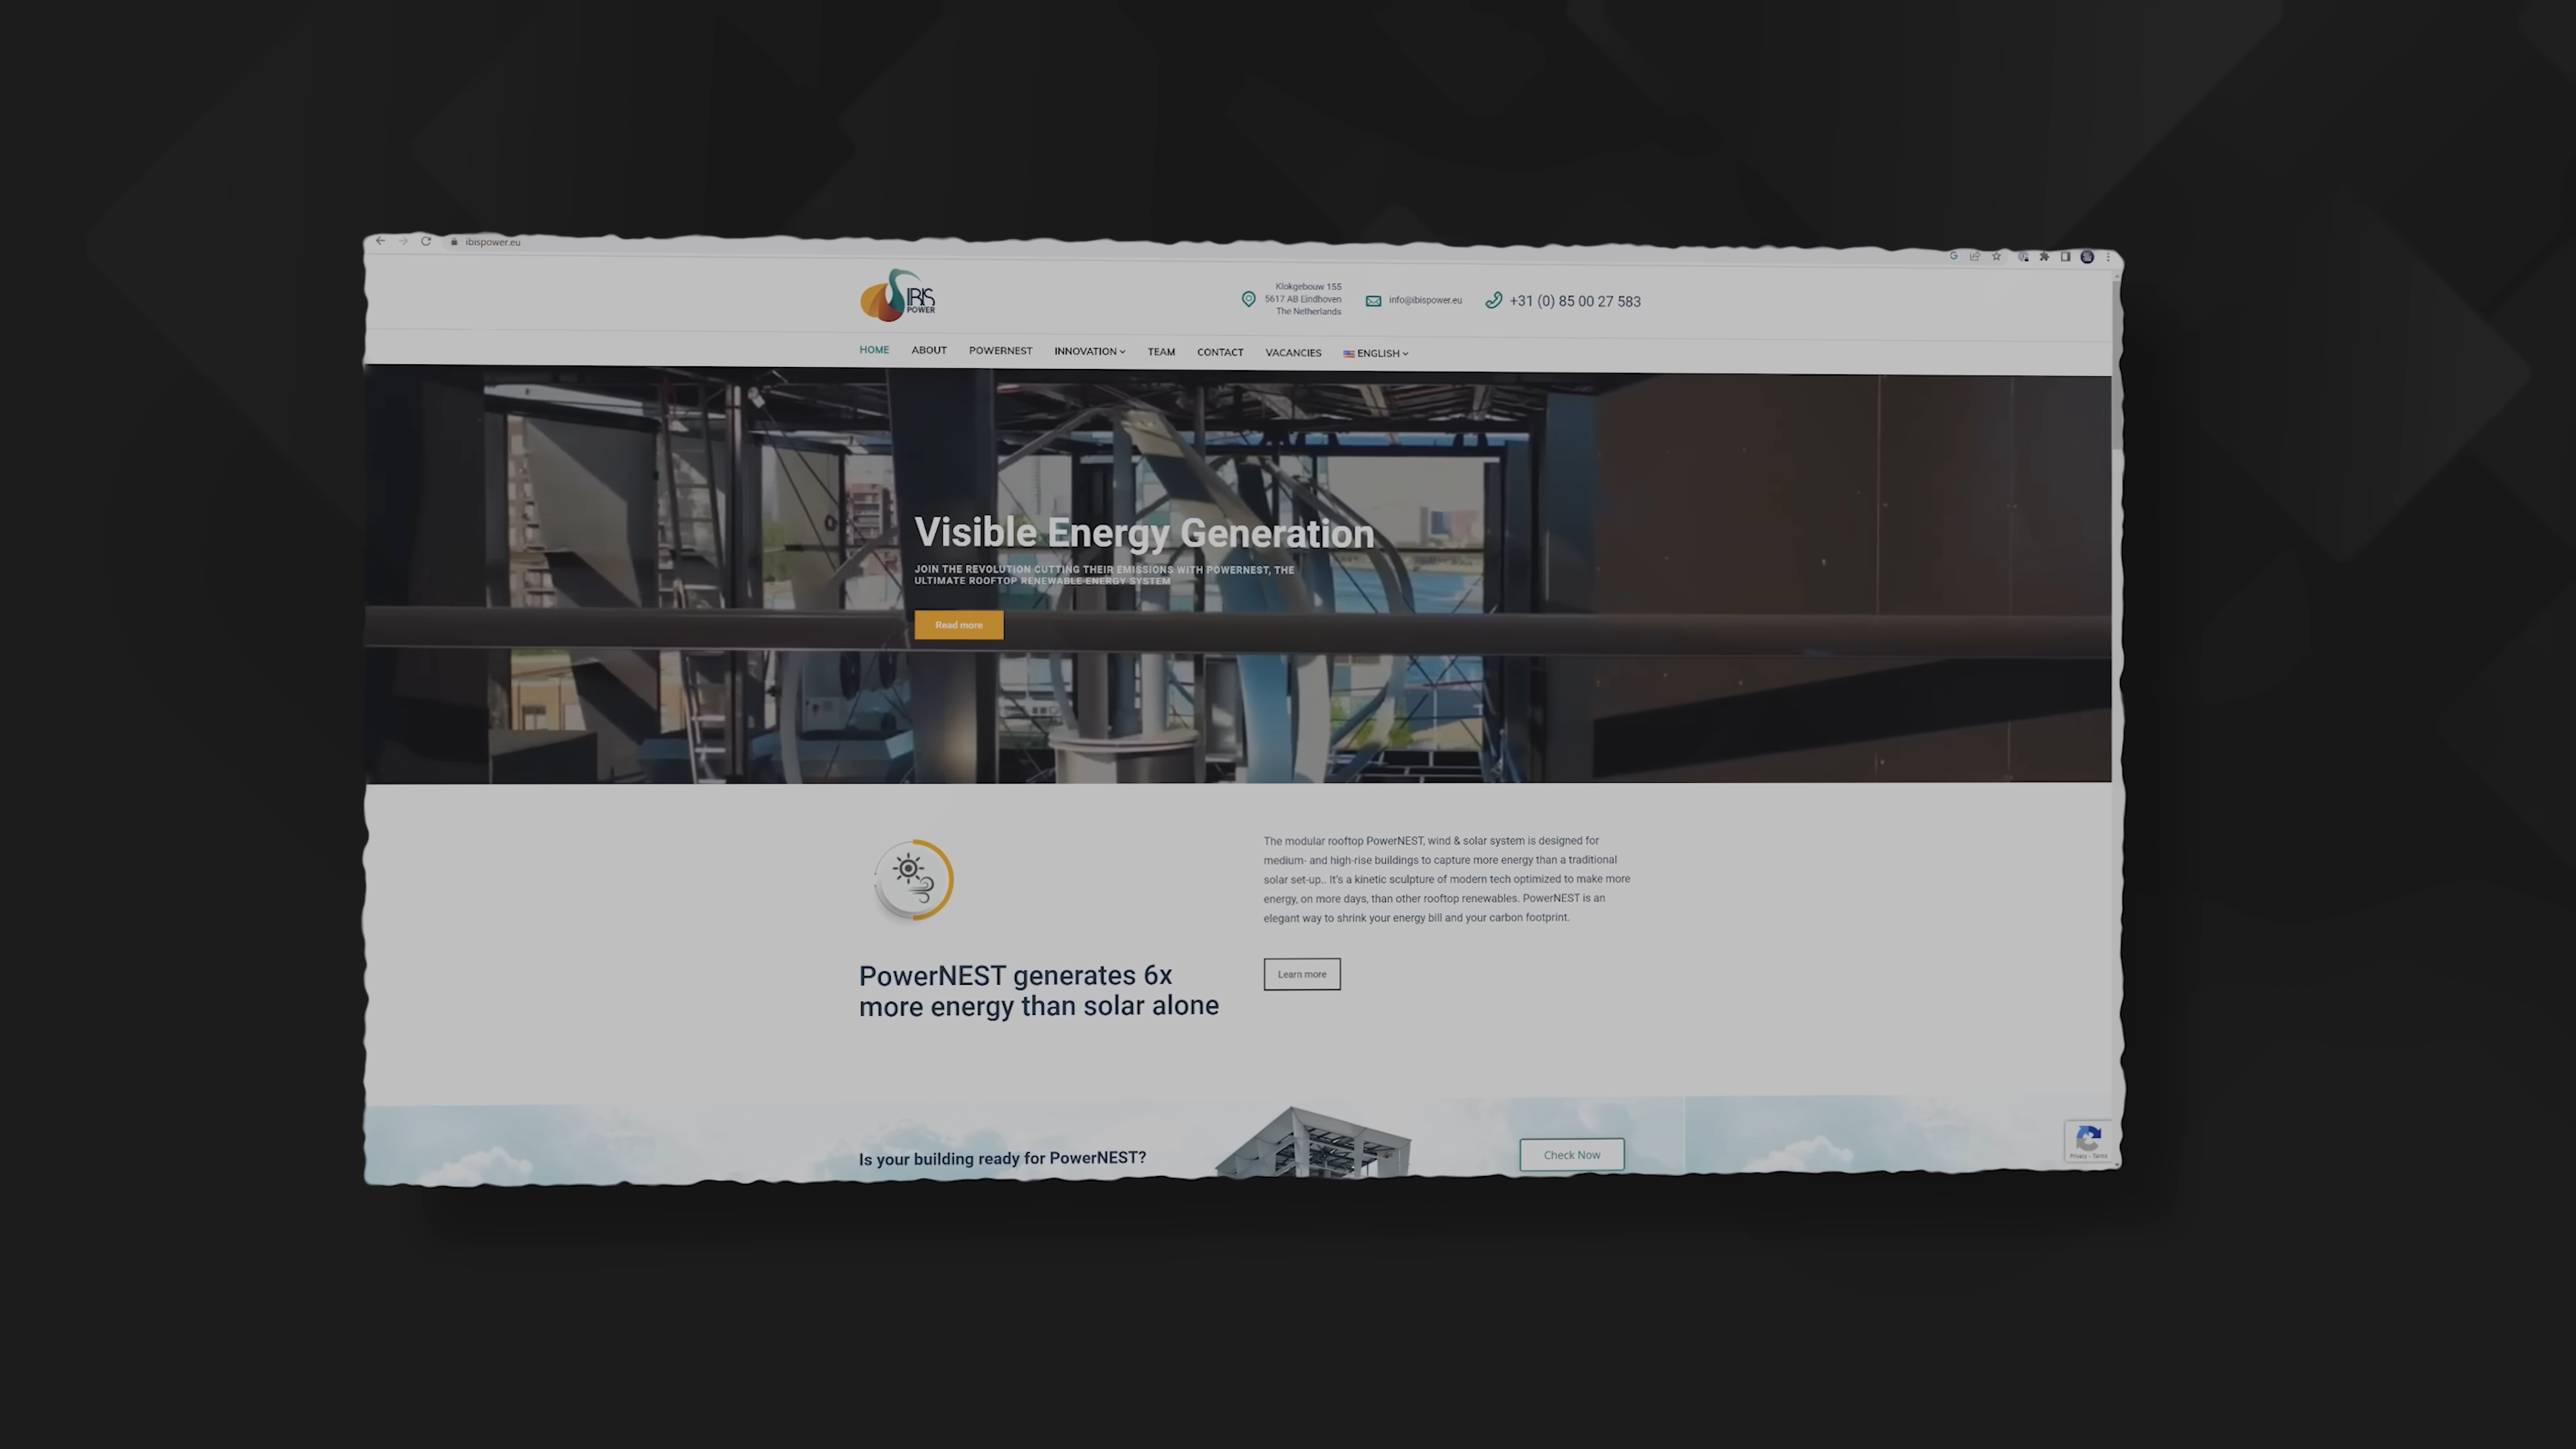 ibispower.eu
IBIS
POWER
Klokgebouw 155
5617 AB Eindhoven
The Netherlands
info@ibispower.eu
+31 (0) 85 00 27 583
HOME ABOUT POWERNEST INNOVATION TEAM CONTACT VACANCIES ENGLISH
Visible Energy Generation
JOIN THE REVOLUTION CUTTING THEIR EMISSIONS WITH POWERNEST, THE
ULTIMATE ROOFTOP RENEWABLE ENERGY SYSTEM
Read more
PowerNEST generates 6x
more energy than solar alone
The modular rooftop PowerNEST, wind & solar system is designed for
medium- and high-rise buildings to capture more energy than a traditional
solar set-up.. It's a kinetic sculpture of modern tech optimized to make more
energy, on more days, than other rooftop renewables. PowerNEST is an
elegant way to shrink your energy bill and your carbon footprint.
Learn more
Is your building ready for PowerNEST?
Check Now
Privacy - Terms